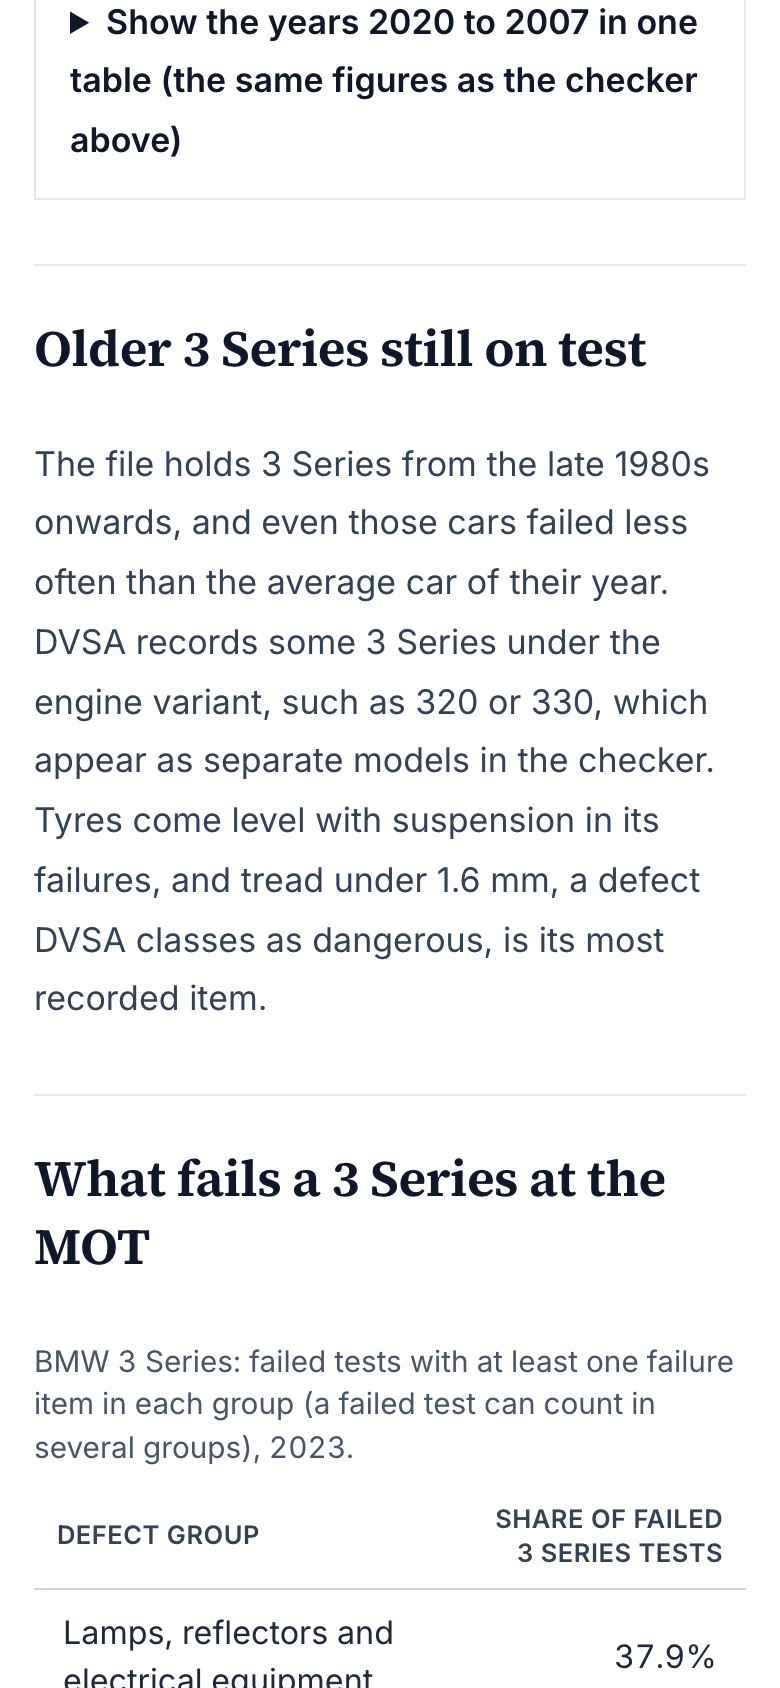 ▶ Show the years 2020 to 2007 in one
table (the same figures as the checker
above)
Older 3 Series still on test
The file holds 3 Series from the late 1980s
onwards, and even those cars failed less
often than the average car of their year.
DVSA records some 3 Series under the
engine variant, such as 320 or 330, which
appear as separate models in the checker.
Tyres come level with suspension in its
failures, and tread under 1.6 mm, a defect
DVSA classes as dangerous, is its most
recorded item.
What fails a 3 Series at the
MOT
BMW 3 Series: failed tests with at least one failure
item in each group (a failed test can count in
several groups), 2023.
DEFECT GROUP
SHARE OF FAILED
3 SERIES TESTS
Lamps, reflectors and
electrical equipment
37.9%